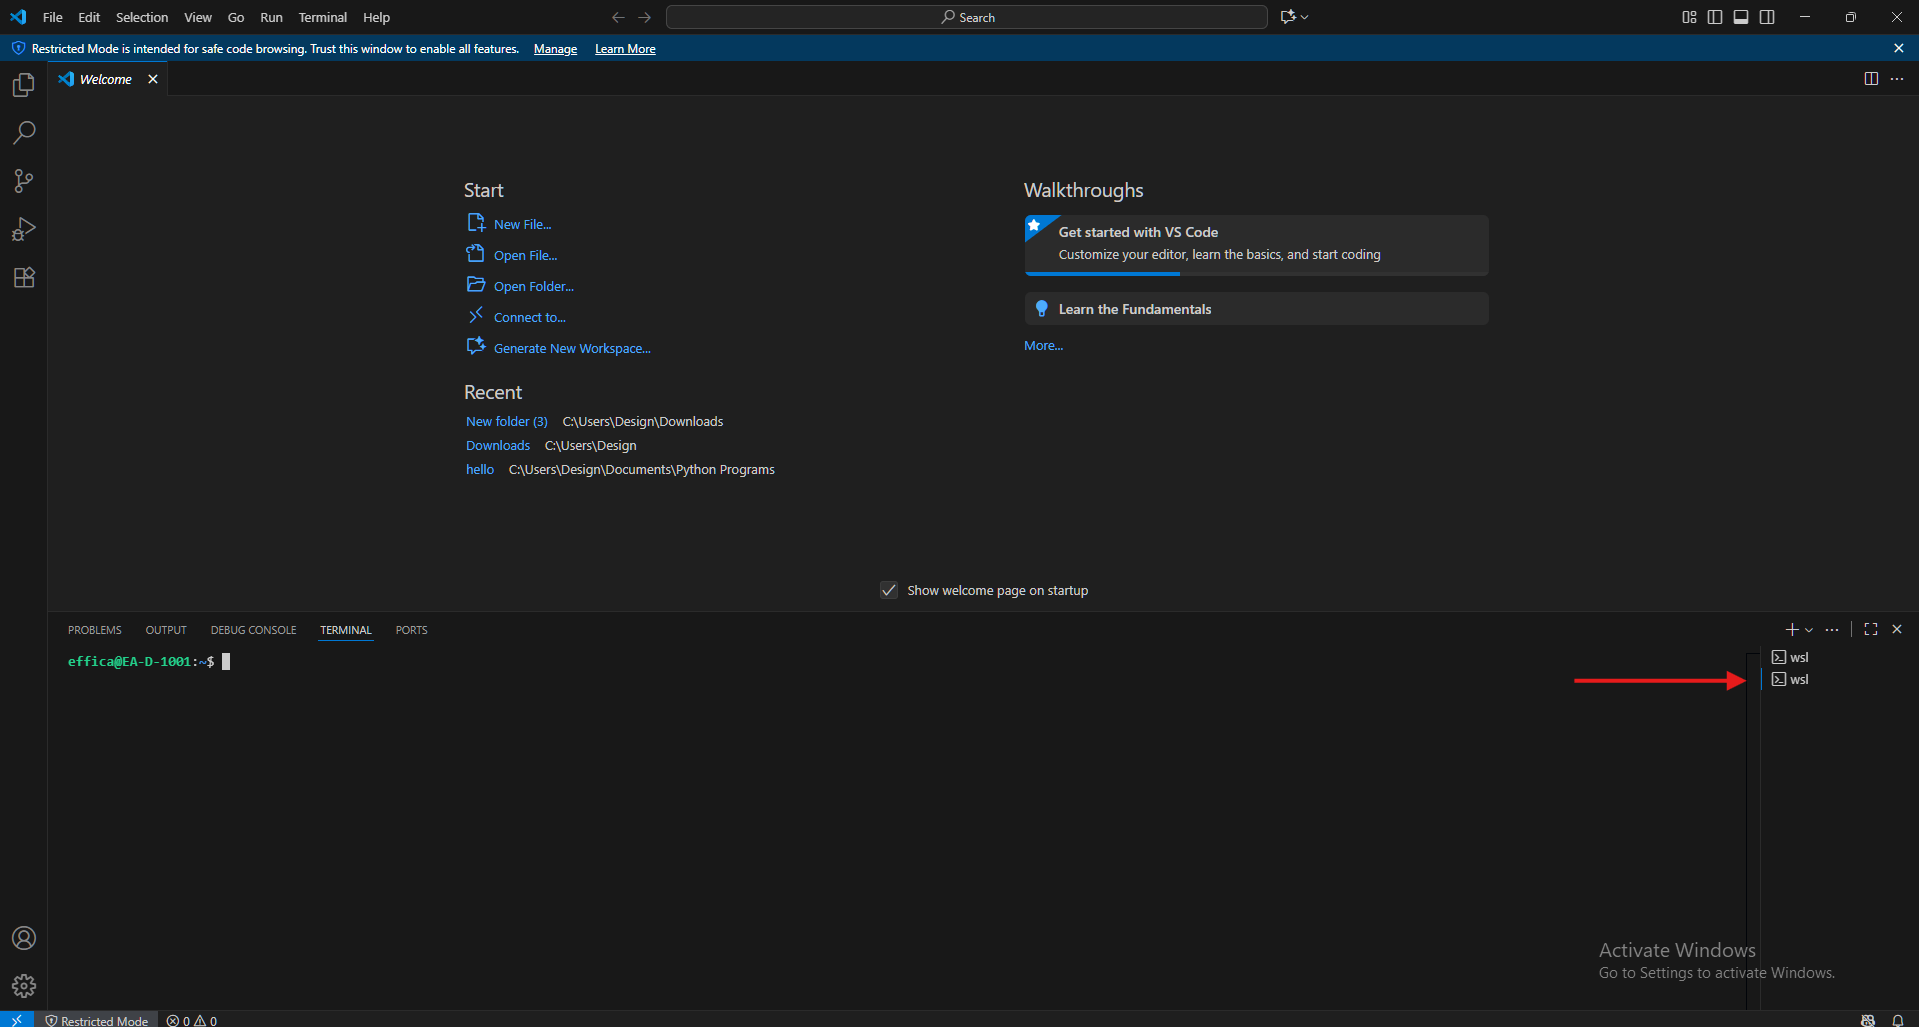 File Edit Selection View Go Run Terminal Help Search
Restricted Mode is intended for safe code browsing. Trust this window to enable all features. Manage Learn More
Welcome
Start
New File...
Open File...
Open Folder...
Connect to...
Generate New Workspace...
Recent
New folder (3) C:\Users\Design\Downloads
Downloads C:\Users\Design
hello C:\Users\Design\Documents\Python Programs
Walkthroughs
Get started with VS Code
Customize your editor, learn the basics, and start coding
Learn the Fundamentals
More...
Show welcome page on startup
PROBLEMS OUTPUT DEBUG CONSOLE TERMINAL PORTS
effica@EA-D-1001:~$
wsl
wsl
Activate Windows
Go to Settings to activate Windows.
Restricted Mode 0 0